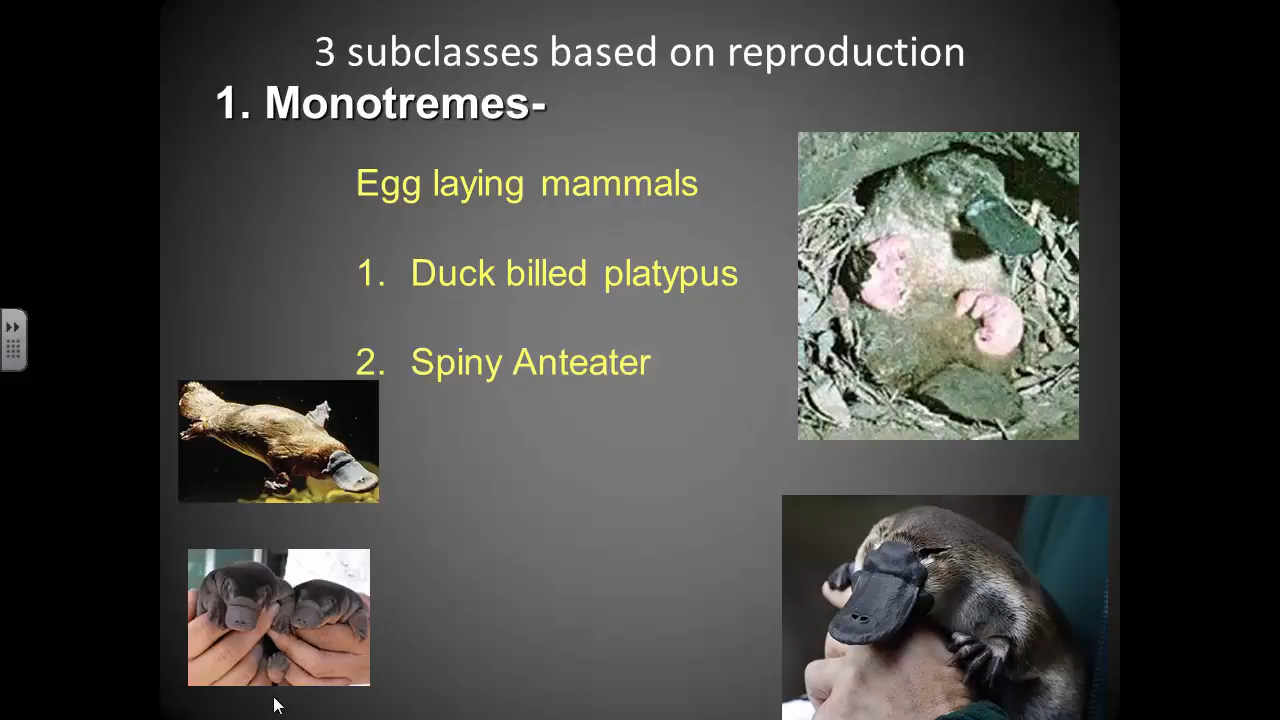 3 subclasses based on reproduction
1. Monotremes-
Egg laying mammals
1. Duck billed platypus
2. Spiny Anteater